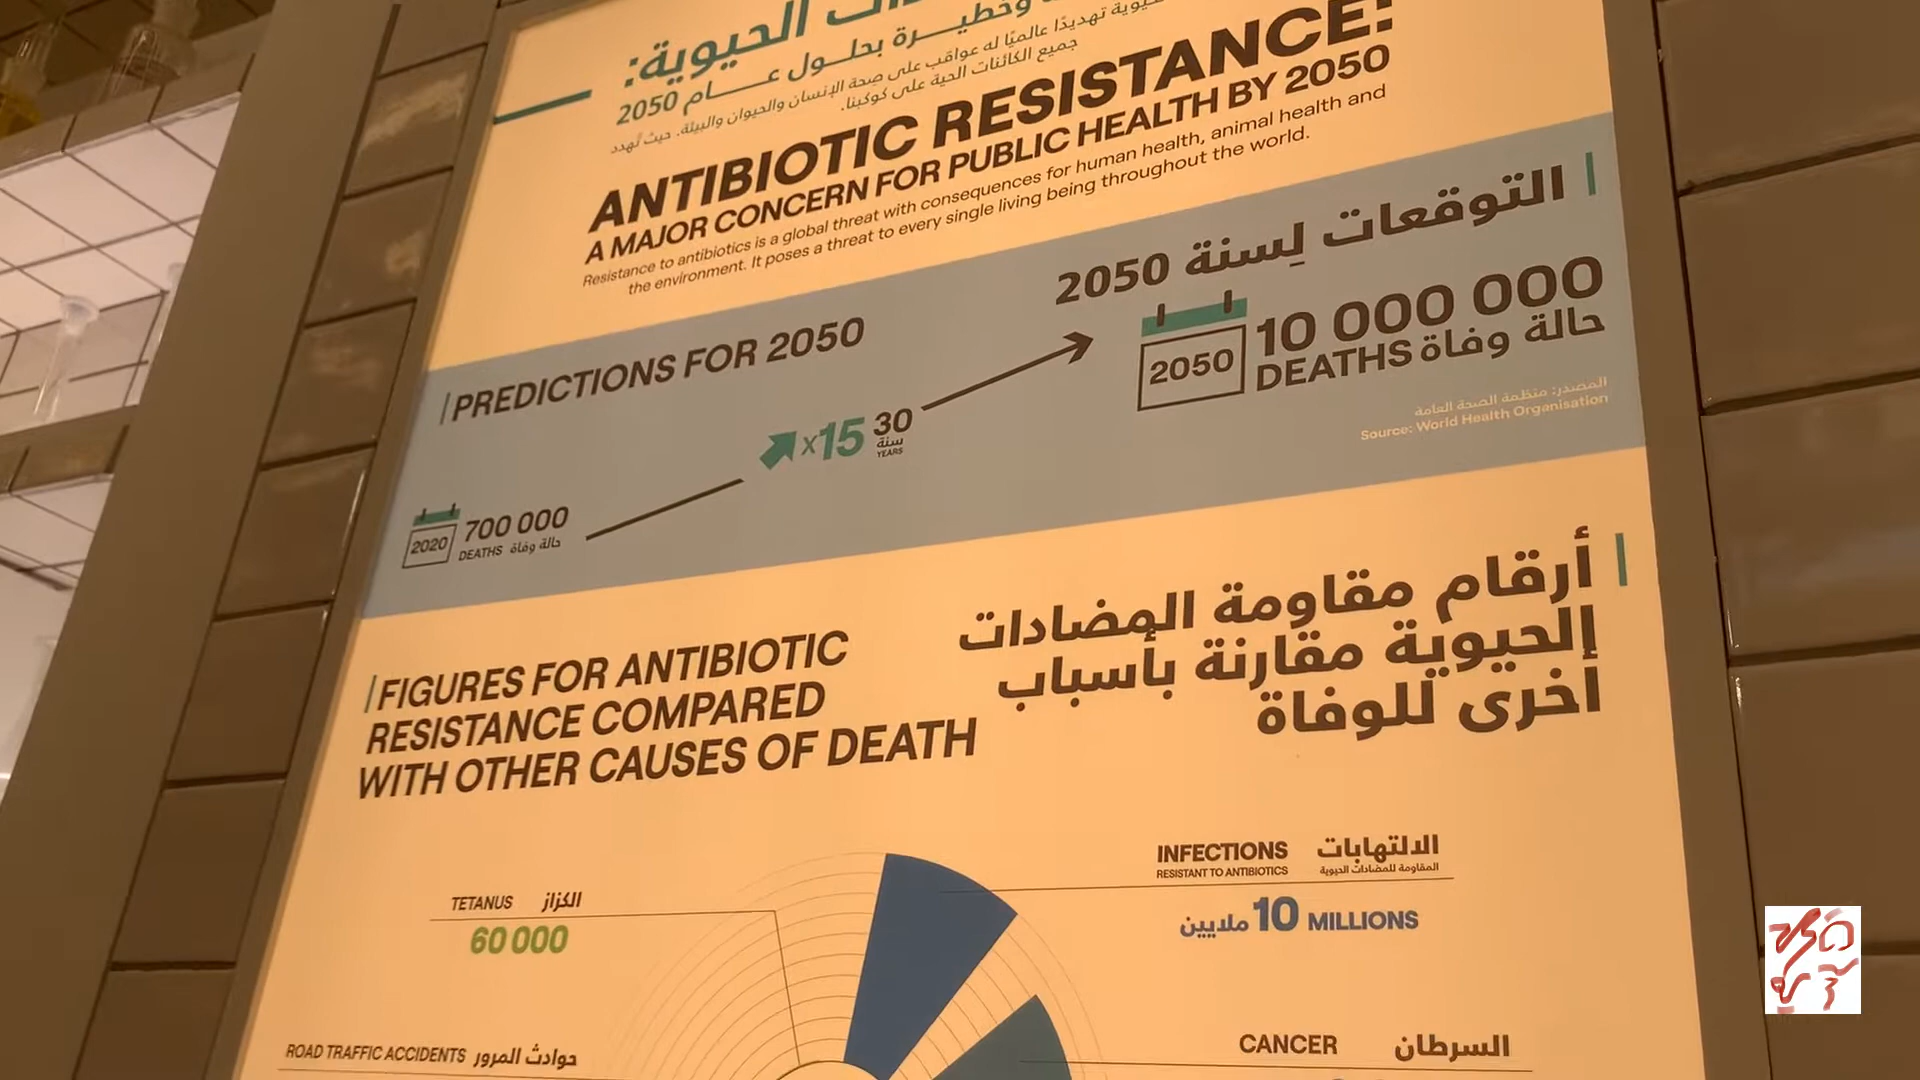 الحيوية:
وخطيـــرة بحلـــول عـــــام 2050
تهديدًا عالميًا له عواقب على صحة الإنسان والحيوان والبيئة. حيث تُهدد
جميع الكائنات الحية على كوكبنا.
ANTIBIOTIC RESISTANCE:
A MAJOR CONCERN FOR PUBLIC HEALTH BY 2050
Resistance to antibiotics is a global threat with consequences for human health, animal health and
the environment. It poses a threat to every single living being throughout the world.
التوقعات لِسنة 2050
PREDICTIONS FOR 2050
2050
10 000 000
DEATHS حالة وفاة
المصدر: منظمة الصحة العامة
Source: World Health Organisation
x15
30
سنة
YEARS
2020
700 000
DEATHS حالة وفاة
أرقام مقاومة المضادات
الحيوية مقارنة بأسباب
أخرى للوفاة
FIGURES FOR ANTIBIOTIC
RESISTANCE COMPARED
WITH OTHER CAUSES OF DEATH
INFECTIONS الالتهابات
RESISTANT TO ANTIBIOTICS المقاومة للمضادات الحيوية
10 ملايين MILLIONS
TETANUS الكزاز
60 000
CANCER السرطان
ROAD TRAFFIC ACCIDENTS حوادث المرور